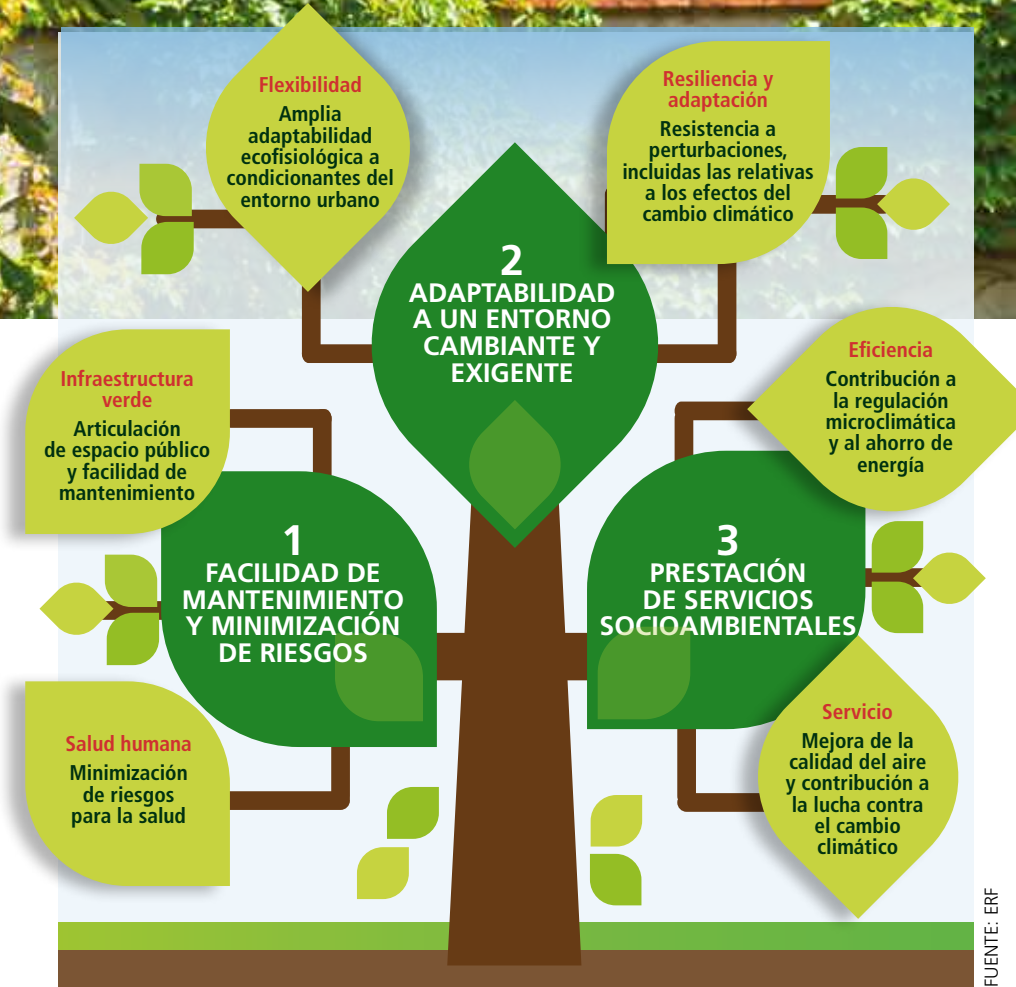 Flexibilidad
Amplia
adaptabilidad
ecofisiológica a
condicionantes del
entorno urbano
Resiliencia y
adaptación
Resistencia a
perturbaciones,
incluidas las relativas
a los efectos del
cambio climático
2
ADAPTABILIDAD
A UN ENTORNO
CAMBIANTE Y
EXIGENTE
Infraestructura
verde
Articulación
de espacio público
y facilidad de
mantenimiento
Eficiencia
Contribución a
la regulación
microclimática
y al ahorro de
energía
1
FACILIDAD DE
MANTENIMIENTO
Y MINIMIZACIÓN
DE RIESGOS
3
PRESTACIÓN
DE SERVICIOS
SOCIOAMBIENTALES
Salud humana
Minimización
de riesgos
para la salud
Servicio
Mejora de la
calidad del aire
y contribución a
la lucha contra
el cambio
climático
FUENTE: ERF